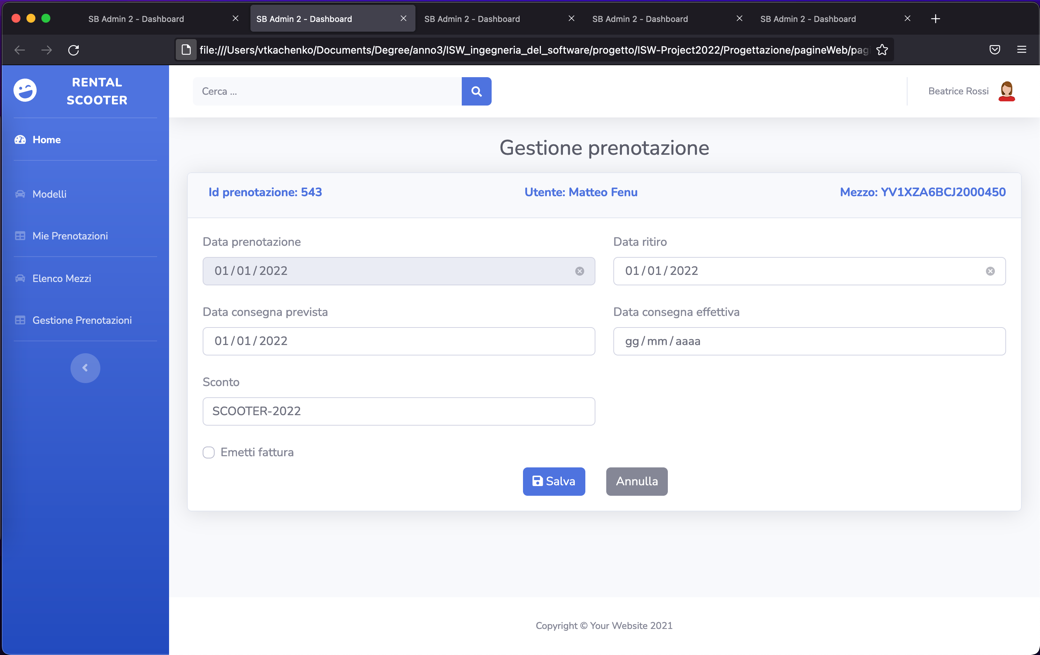 SB Admin 2 - Dashboard
SB Admin 2 - Dashboard
SB Admin 2 - Dashboard
SB Admin 2 - Dashboard
SB Admin 2 - Dashboard
file:///Users/vtkachenko/Documents/Degree/anno3/ISW_ingegneria_del_software/progetto/ISW-Project2022/Progettazione/pagineWeb/pag
RENTAL
SCOOTER
Cerca ...
Beatrice Rossi
Home
Modelli
Mie Prenotazioni
Elenco Mezzi
Gestione Prenotazioni
Gestione prenotazione
Id prenotazione: 543
Utente: Matteo Fenu
Mezzo: YV1XZA6BCJ2000450
Data prenotazione
Data ritiro
01/01/2022
01/01/2022
Data consegna prevista
Data consegna effettiva
01/01/2022
gg/mm/aaaa
Sconto
SCOOTER-2022
Emetti fattura
Salva
Annulla
Copyright © Your Website 2021